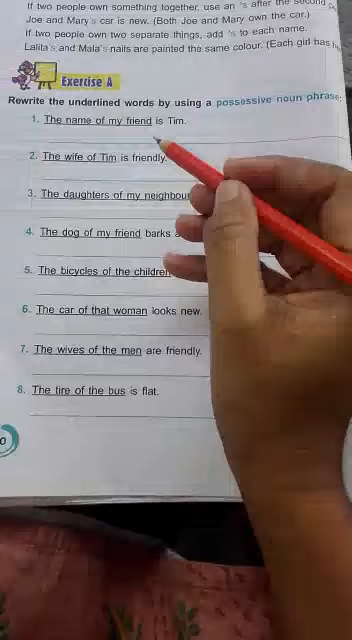 If two people own something together, use an 's after the second
Joe and Mary's car is new. (Both Joe and Mary own the car.)
If two people own two separate things, add 's to each name.
Lalita's and Mala's nails are painted the same colour. (Each girl has
Exercise A
Rewrite the underlined words by using a possessive noun phrase:
1. The name of my friend is Tim.
2. The wife of Tim is friendly.
3. The daughters of my neighbour
4. The dog of my friend barks
5. The bicycles of the children
6. The car of that woman looks new.
7. The wives of the men are friendly.
8. The tire of the bus is flat.